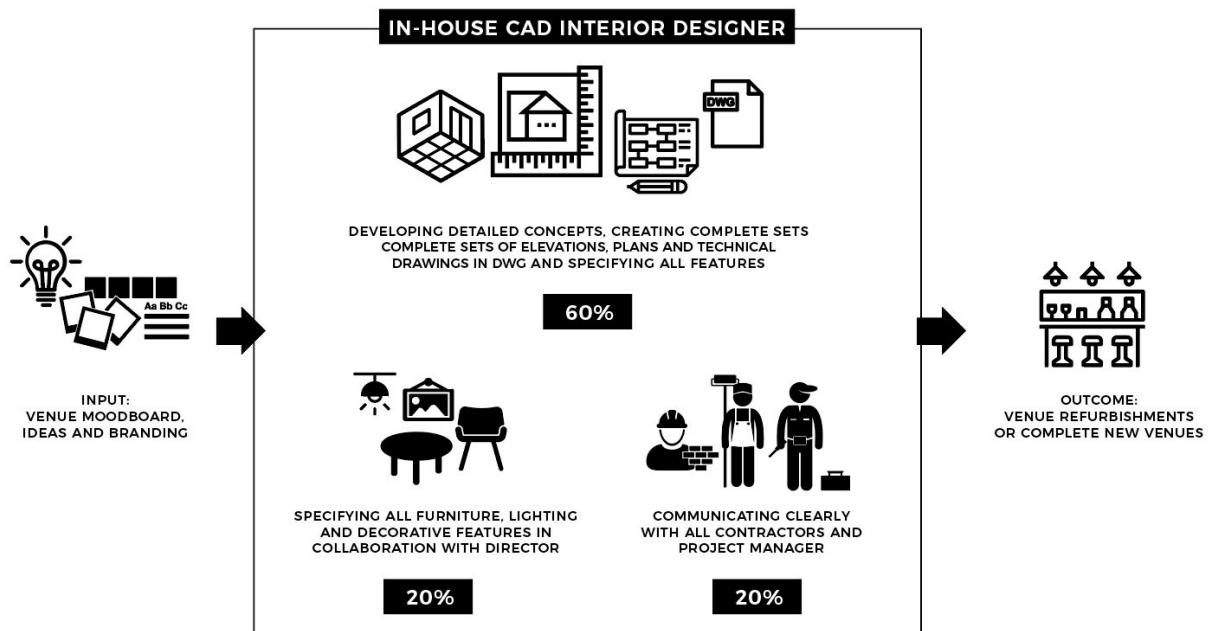 IN-HOUSE CAD INTERIOR DESIGNER
DWG
DEVELOPING DETAILED CONCEPTS, CREATING COMPLETE SETS
COMPLETE SETS OF ELEVATIONS, PLANS AND TECHNICAL
DRAWINGS IN DWG AND SPECIFYING ALL FEATURES
60%
Aa Bb Cc
INPUT:
VENUE MOODBOARD,
IDEAS AND BRANDING
SPECIFYING ALL FURNITURE, LIGHTING
AND DECORATIVE FEATURES IN
COLLABORATION WITH DIRECTOR
20%
COMMUNICATING CLEARLY
WITH ALL CONTRACTORS AND
PROJECT MANAGER
20%
OUTCOME:
VENUE REFURBISHMENTS
OR COMPLETE NEW VENUES